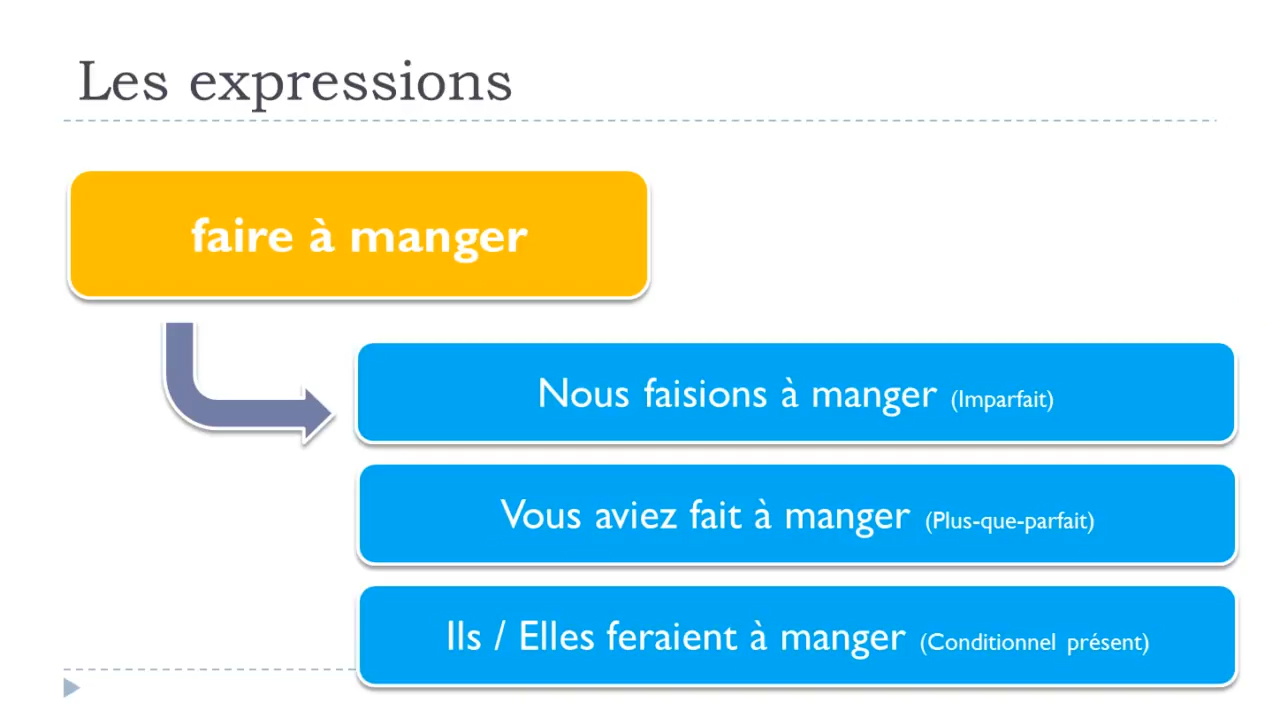 Les expressions
faire à manger
Nous faisions à manger (Imparfait)
Vous aviez fait à manger (Plus-que-parfait)
Ils / Elles feraient à manger (Conditionnel présent)